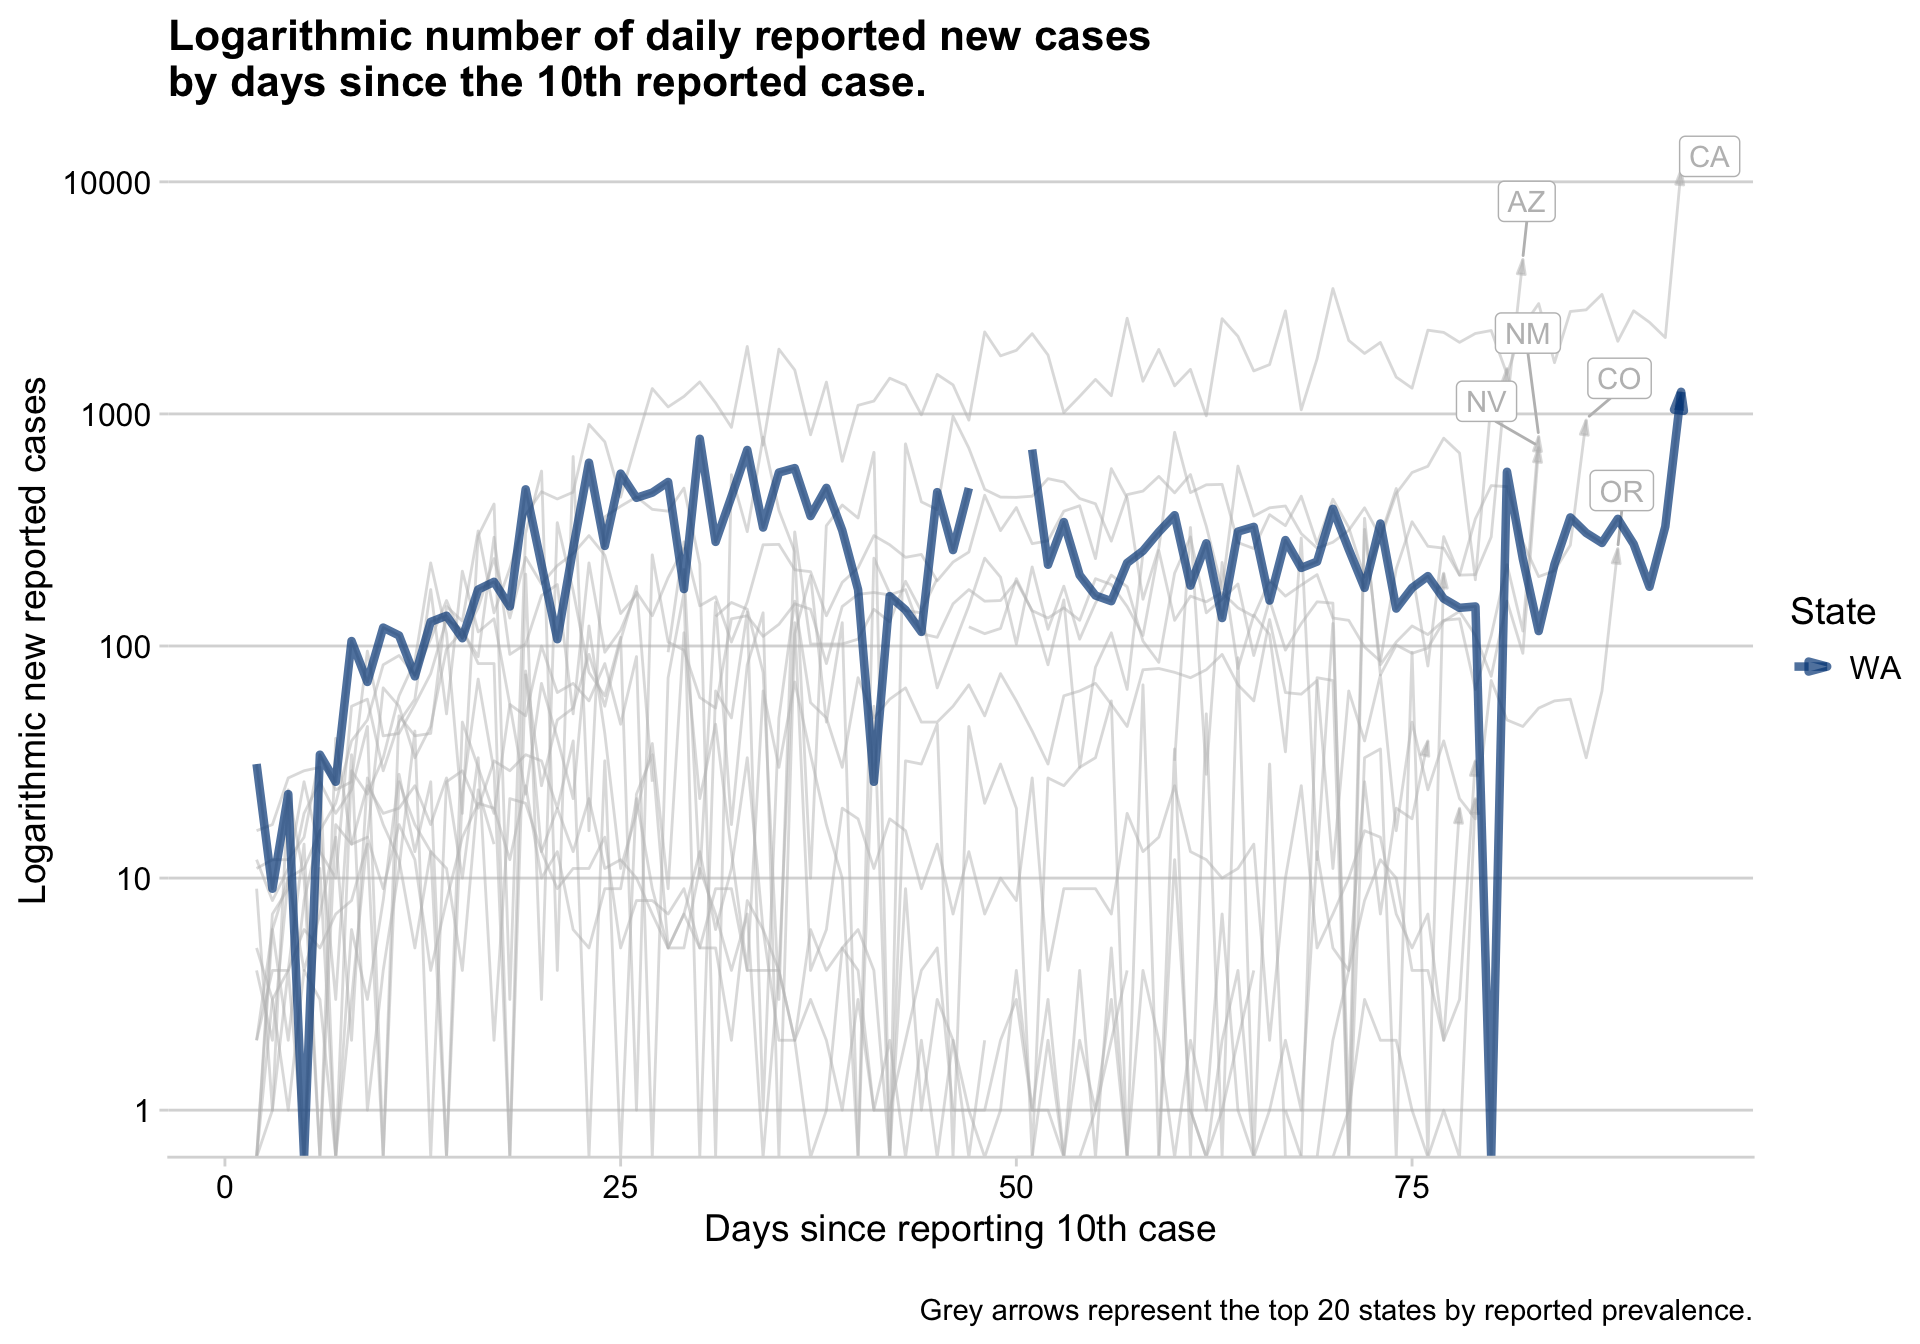 Logarithmic number of daily reported new cases
by days since the 10th reported case.
Logarithmic new reported cases
10000
1000
100
10
1
CA
AZ
NM
CO
NV
OR
State
WA
0
25
50
75
Days since reporting 10th case
Grey arrows represent the top 20 states by reported prevalence.